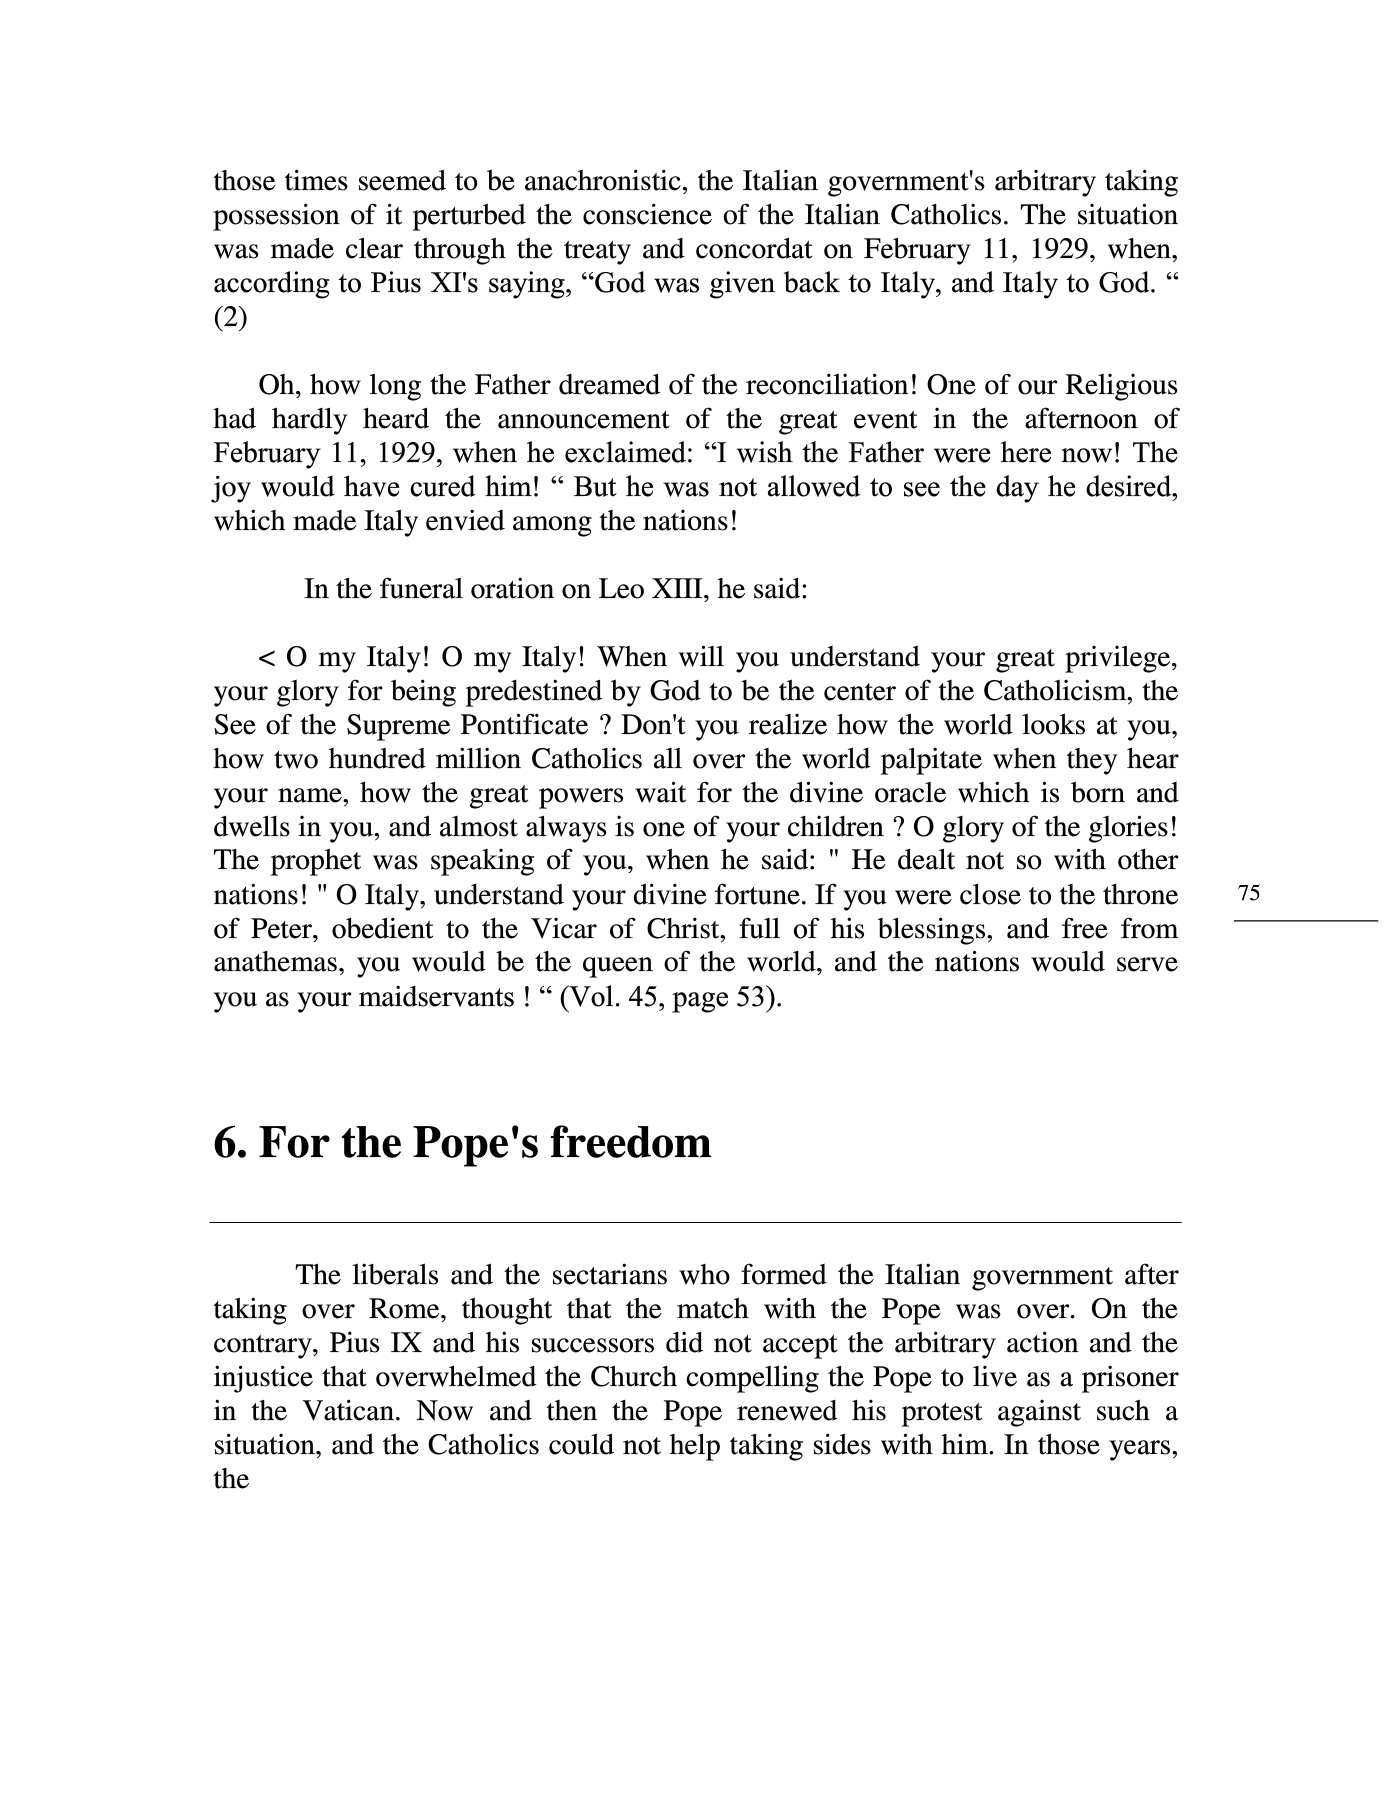 those times seemed to be anachronistic, the Italian government's arbitrary taking
possession of it perturbed the conscience of the Italian Catholics. The situation
was made clear through the treaty and concordat on February 11, 1929, when,
according to Pius XI's saying, “God was given back to Italy, and Italy to God. “
(2)
Oh, how long the Father dreamed of the reconciliation! One of our Religious
had hardly heard the announcement of the great event in the afternoon of
February 11, 1929, when he exclaimed: “I wish the Father were here now! The
joy would have cured him! “ But he was not allowed to see the day he desired,
which made Italy envied among the nations!
In the funeral oration on Leo XIII, he said:
< O my Italy! O my Italy! When will you understand your great privilege,
your glory for being predestined by God to be the center of the Catholicism, the
See of the Supreme Pontificate ? Don't you realize how the world looks at you,
how two hundred million Catholics all over the world palpitate when they hear
your name, how the great powers wait for the divine oracle which is born and
dwells in you, and almost always is one of your children ? O glory of the glories!
The prophet was speaking of you, when he said: " He dealt not so with other
nations! " O Italy, understand your divine fortune. If you were close to the throne
of Peter, obedient to the Vicar of Christ, full of his blessings, and free from
anathemas, you would be the queen of the world, and the nations would serve
you as your maidservants ! “ (Vol. 45, page 53).
75
6. For the Pope's freedom
The liberals and the sectarians who formed the Italian government after
taking over Rome, thought that the match with the Pope was over. On the
contrary, Pius IX and his successors did not accept the arbitrary action and the
injustice that overwhelmed the Church compelling the Pope to live as a prisoner
in the Vatican. Now and then the Pope renewed his protest against such a
situation, and the Catholics could not help taking sides with him. In those years,
the